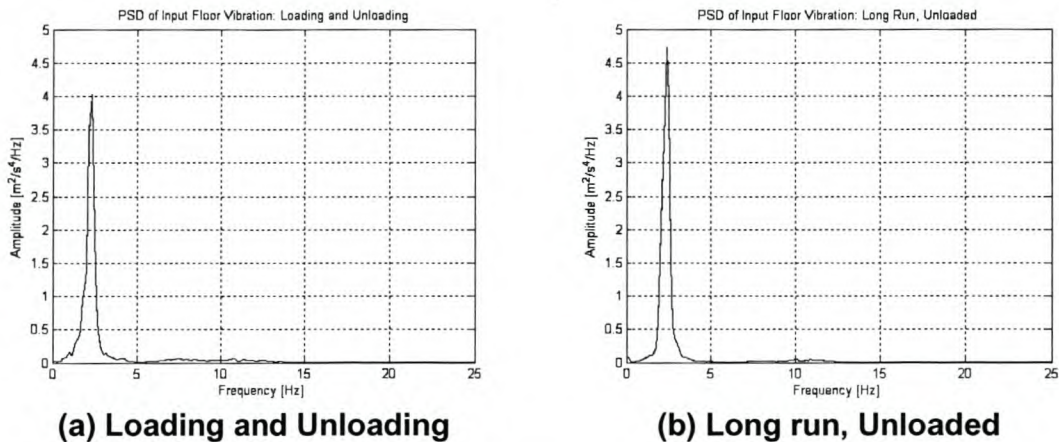 PSD of Input Floor Vibration: Loading and Unloading
5
4.5
4
3.5
3
2.5
2
1.5
1
0.5
0
0 5 10 15 20 25
Amplitude [m²/s⁴/Hz]
Frequency [Hz]
(a) Loading and Unloading
PSD of Input Floor Vibration: Long Run, Unloaded
5
4.5
4
3.5
3
2.5
2
1.5
1
0.5
0
0 5 10 15 20 25
Amplitude [m²/s⁴/Hz]
Frequency [Hz]
(b) Long run, Unloaded